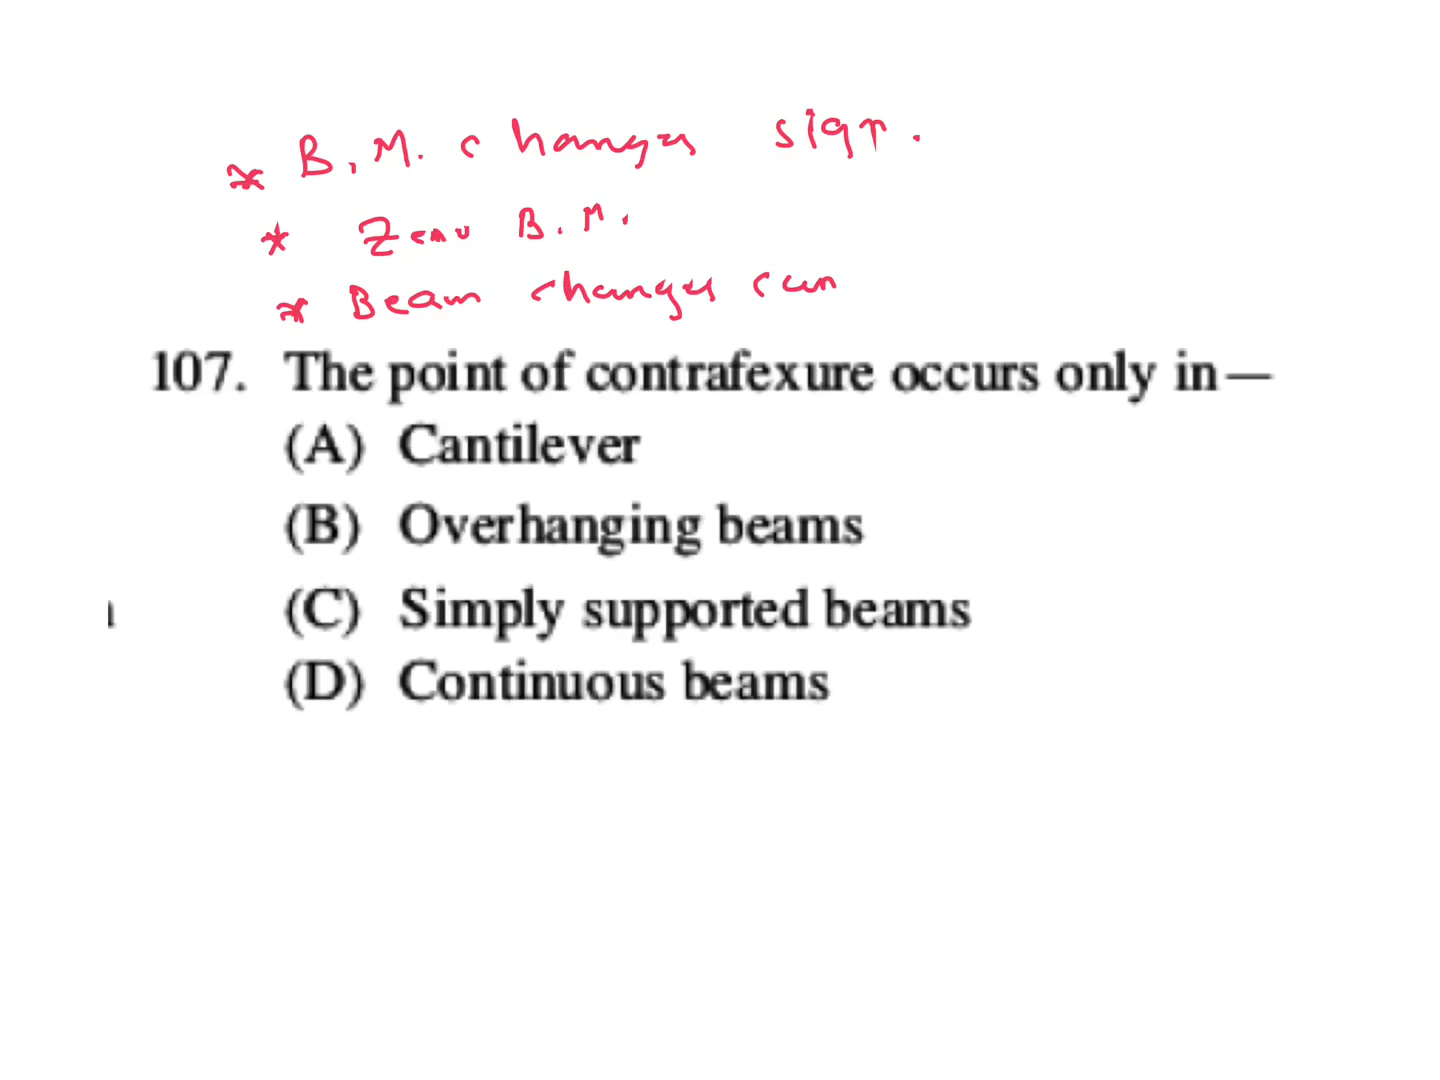 * B.M. changes sign.
* Zero B.M.
* Beam changes
107. The point of contrafexure occurs only in—
(A) Cantilever
(B) Overhanging beams
(C) Simply supported beams
(D) Continuous beams